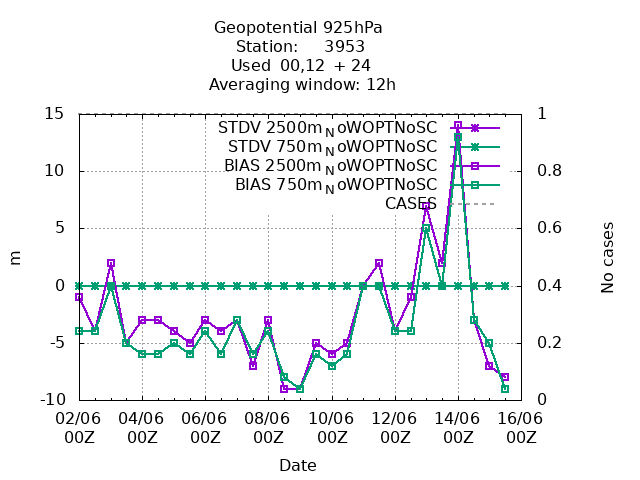 Geopotential 925hPa
Station: 3953
Used 00,12 + 24
Averaging window: 12h
STDV 2500m_NoWOPTNoSC
STDV 750m_NoWOPTNoSC
BIAS 2500m_NoWOPTNoSC
BIAS 750m_NoWOPTNoSC
CASES
15
10
5
0
-5
-10
m
1
0.8
0.6
0.4
0.2
0
No cases
02/06 04/06 06/06 08/06 10/06 12/06 14/06 16/06
00Z 00Z 00Z 00Z 00Z 00Z 00Z 00Z
Date